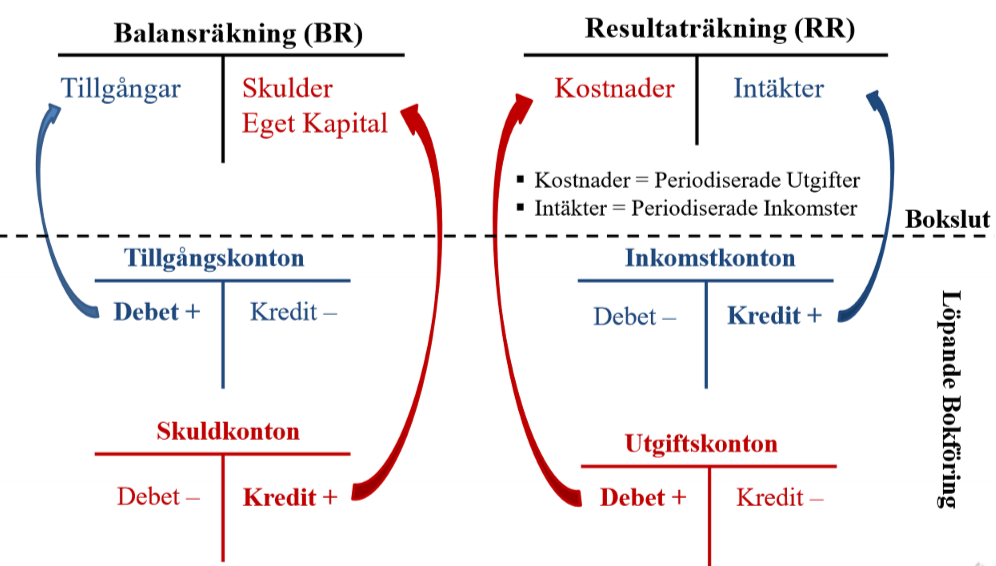 Balansräkning (BR)
Tillgångar
Skulder
Eget Kapital
Resultaträkning (RR)
Kostnader
Intäkter
▪ Kostnader = Periodiserade Utgifter
▪ Intäkter = Periodiserade Inkomster
Bokslut
Tillgångskonton
Debet + Kredit –
Inkomstkonton
Debet – Kredit +
Skuldkonton
Debet – Kredit +
Utgiftskonton
Debet + Kredit –
Löpande Bokföring